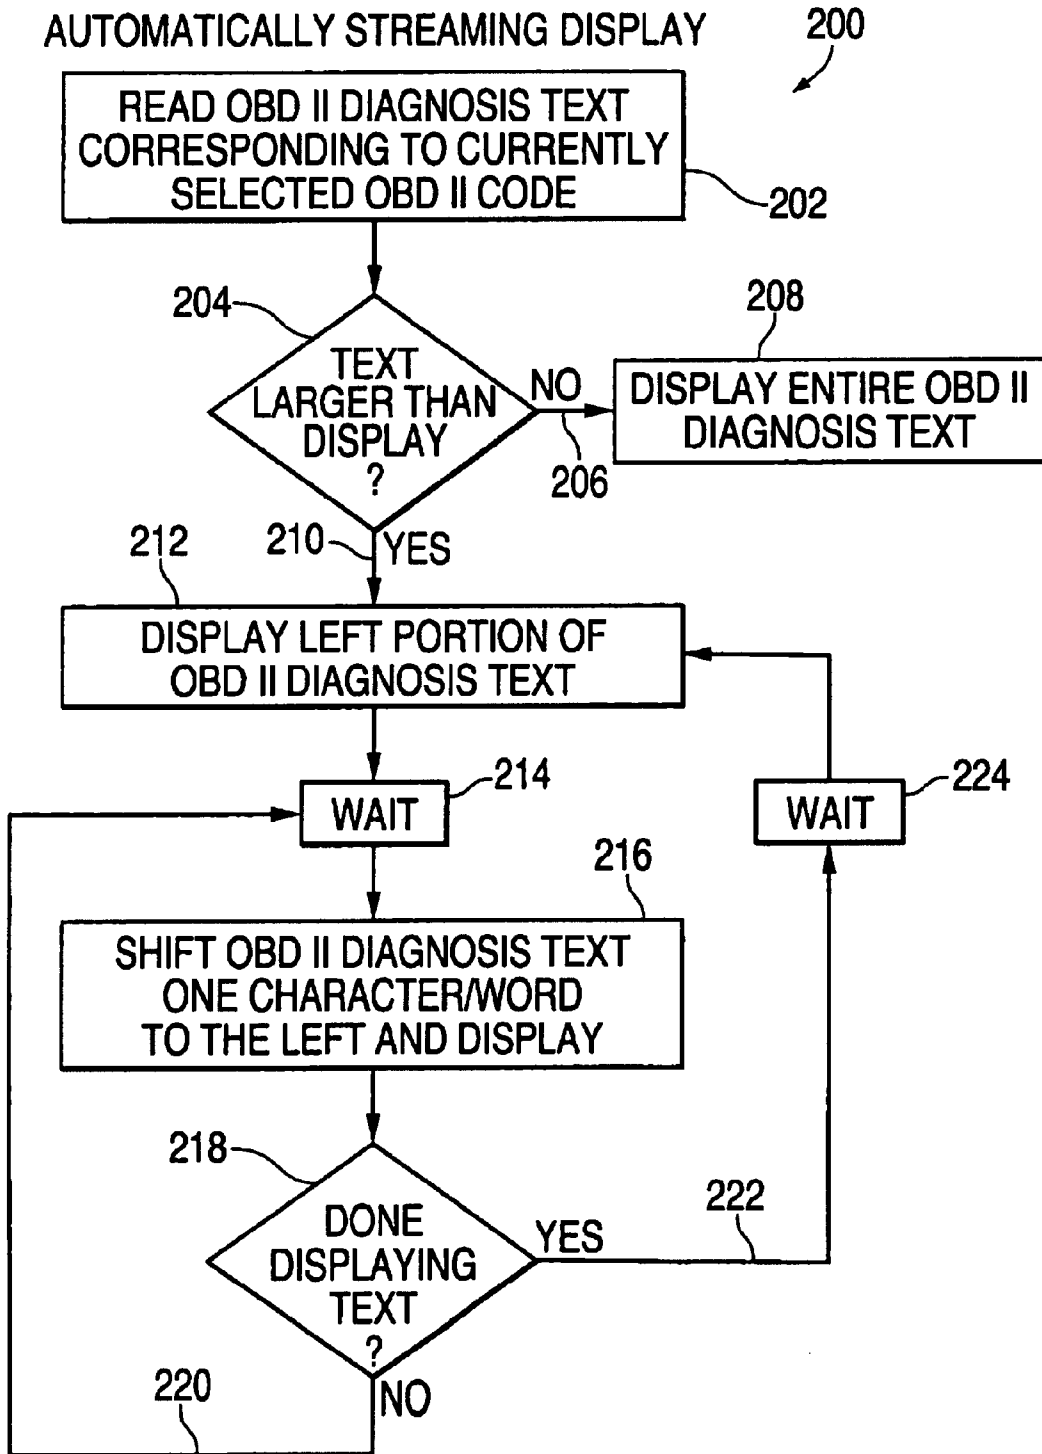 AUTOMATICALLY STREAMING DISPLAY
200
READ OBD II DIAGNOSIS TEXT
CORRESPONDING TO CURRENTLY
SELECTED OBD II CODE
202
204
TEXT
LARGER THAN
DISPLAY
?
NO
206
208
DISPLAY ENTIRE OBD II
DIAGNOSIS TEXT
210
YES
212
DISPLAY LEFT PORTION OF
OBD II DIAGNOSIS TEXT
WAIT
214
WAIT
224
216
SHIFT OBD II DIAGNOSIS TEXT
ONE CHARACTER/WORD
TO THE LEFT AND DISPLAY
218
DONE
DISPLAYING
TEXT
?
YES
222
NO
220